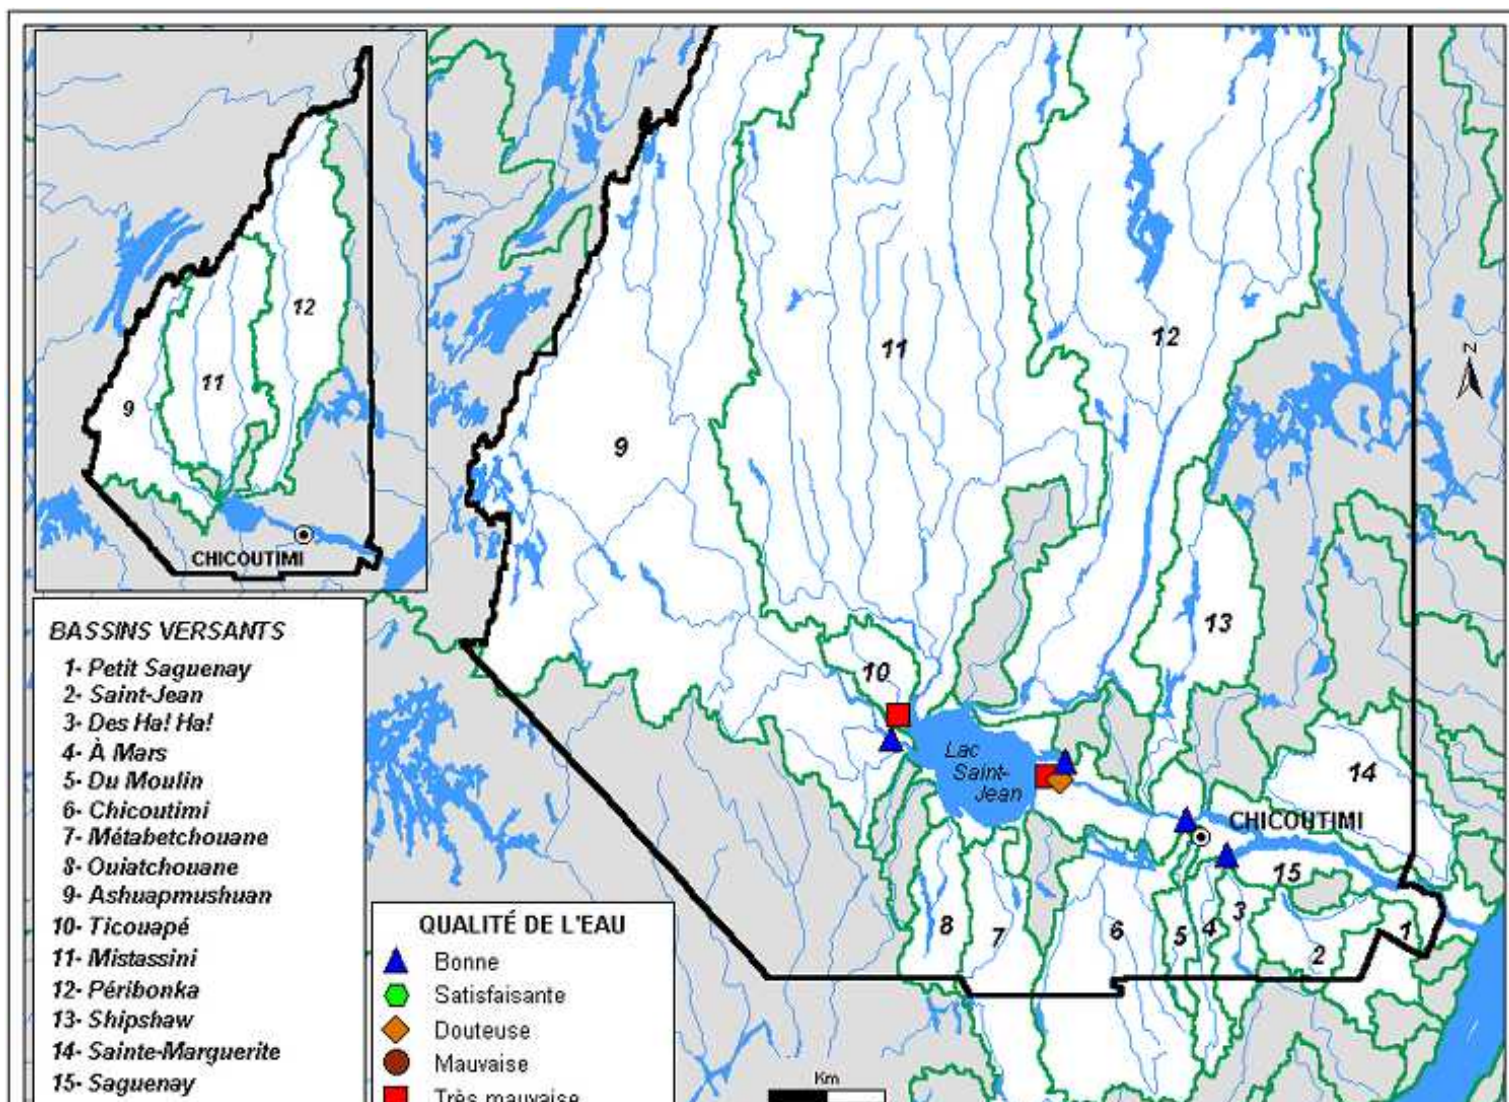 12
11
9
CHICOUTIMI
BASSINS VERSANTS
1- Petit Saguenay
2- Saint-Jean
3- Des Ha! Ha!
4- À Mars
5- Du Moulin
6- Chicoutimi
7- Métabetchouane
8- Ouiatchouane
9- Ashuapmushuan
10- Ticouapé
11- Mistassini
12- Péribonka
13- Shipshaw
14- Sainte-Marguerite
15- Saguenay
QUALITÉ DE L'EAU
Bonne
Satisfaisante
Douteuse
Mauvaise
Très mauvaise
12
11
N
9
13
10
Lac
Saint-
Jean
14
CHICOUTIMI
15
8
7
6
5
4
3
2
1
Km